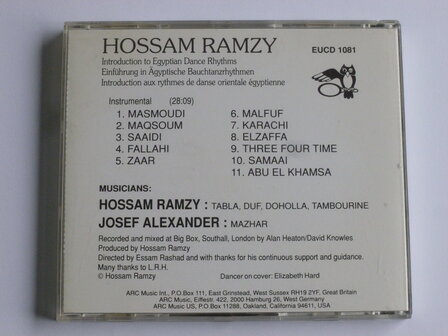 HOSSAM RAMZY
EUCD 1081
Introduction to Egyptian Dance Rhythms
Einführung in Ägyptische Bauchtanzrhythmen
Introduction aux rythmes de danse orientale égyptienne
Instrumental (28:09)
1. MASMOUDI
2. MAQSOUM
3. SAAIDI
4. FALLAHI
5. ZAAR
6. MALFUF
7. KARACHI
8. ELZAFFA
9. THREE FOUR TIME
10. SAMAAI
11. ABU EL KHAMSA
MUSICIANS:
HOSSAM RAMZY : TABLA, DUF, DOHOLLA, TAMBOURINE
JOSEF ALEXANDER : MAZHAR
Recorded and mixed at Big Box, Southall, London by Alan Heaton/David Knowles
Produced by Hossam Ramzy
Directed by Essam Rashad and with thanks for his continuous support and guidance.
Many thanks to L.R.H.
© Hossam Ramzy
Dancer on cover: Elizabeth Hard
ARC Music Int., P.O.Box 111, East Grinstead, West Sussex RH19 2YF, Great Britain
ARC Music, Eiffestr. 422, 2000 Hamburg 26, West Germany
ARC Music US, P.O. Box 11288, Oakland, California 94611, USA